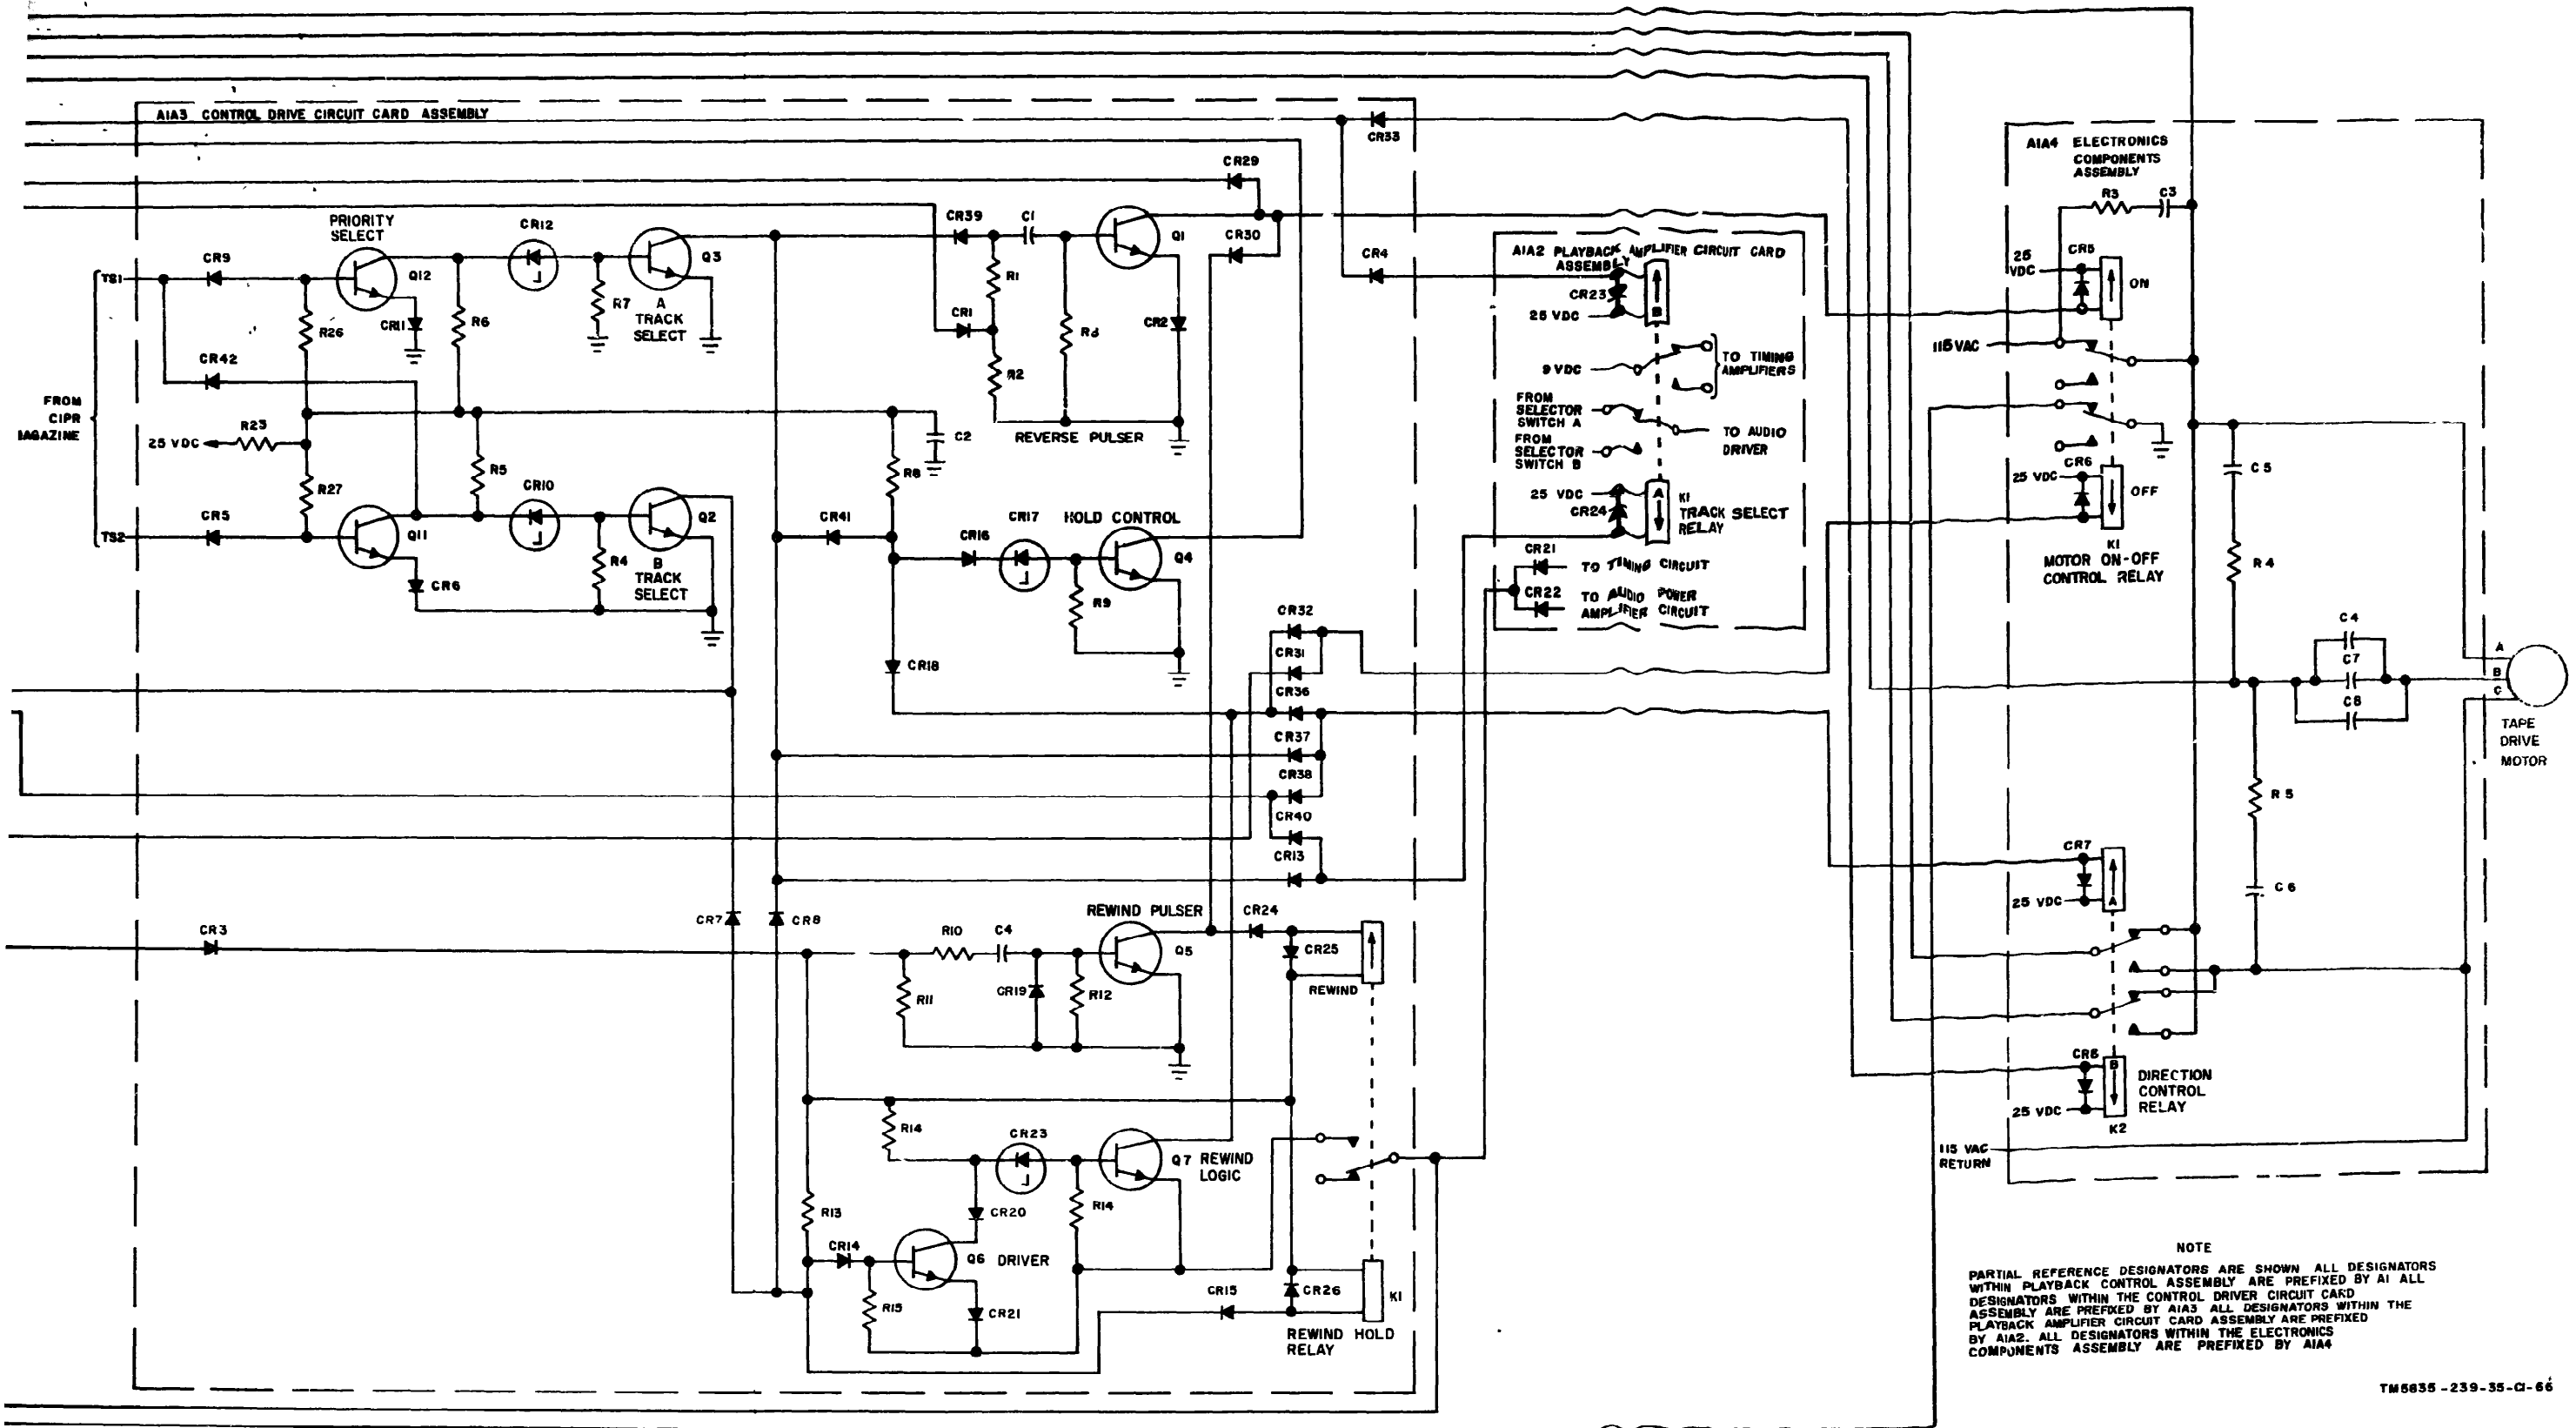 A1A3 CONTROL DRIVE CIRCUIT CARD ASSEMBLY
CR33
A1A4 ELECTRONICS
COMPONENTS
ASSEMBLY
R3
C3
CR29
PRIORITY
SELECT
CR12
CR39
C1
Q1
CR30
CR9
TS1
Q12
Q3
R7
A
TRACK
SELECT
CR11
R26
R6
R1
CR1
R2
CR2
CR4
A1A2 PLAYBACK AMPLIFIER CIRCUIT CARD
ASSEMBLY
CR23
25 VDC
B
9 VDC
TO TIMING
AMPLIFIERS
FROM
SELECTOR
SWITCH A
FROM
SELECTOR
SWITCH B
TO AUDIO
DRIVER
25 VDC
CR24
A
K1
TRACK SELECT
RELAY
CR21
TO TIMING CIRCUIT
CR22
TO AUDIO POWER
AMPLIFIER CIRCUIT
25
VDC
CR5
ON
115 VAC
CR6
25 VDC
OFF
K1
MOTOR ON-OFF
CONTROL RELAY
C5
R4
CR42
FROM
CIPR
MAGAZINE
25 VDC
R23
R27
R5
CR10
C2
REVERSE PULSER
R8
CR5
TS2
Q11
Q2
CR6
R4
B
TRACK
SELECT
CR41
CR16
CR17
HOLD CONTROL
Q4
R9
CR18
CR32
CR31
CR36
CR37
CR38
CR40
CR13
C4
C7
C8
A
B
C
TAPE
DRIVE
MOTOR
R5
C6
CR7
25 VDC
A
CR7
CR8
CR3
REWIND PULSER
CR24
R10
C4
Q5
CR25
R11
CR19
R12
REWIND
R14
CR23
Q7 REWIND
LOGIC
R13
CR20
R14
CR14
Q6 DRIVER
R15
CR21
CR15
CR26
K1
REWIND HOLD
RELAY
CR8
B
25 VDC
DIRECTION
CONTROL
RELAY
K2
115 VAC
RETURN
NOTE
PARTIAL REFERENCE DESIGNATORS ARE SHOWN ALL DESIGNATORS
WITHIN PLAYBACK CONTROL ASSEMBLY ARE PREFIXED BY A1 ALL
DESIGNATORS WITHIN THE CONTROL DRIVER CIRCUIT CARD
ASSEMBLY ARE PREFIXED BY A1A3 ALL DESIGNATORS WITHIN THE
PLAYBACK AMPLIFIER CIRCUIT CARD ASSEMBLY ARE PREFIXED
BY A1A2. ALL DESIGNATORS WITHIN THE ELECTRONICS
COMPONENTS ASSEMBLY ARE PREFIXED BY A1A4
TM5835-239-35-C1-66